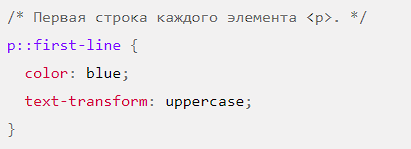 /* Первая строка каждого элемента <p>. */
p::first-line {
  color: blue;
  text-transform: uppercase;
}